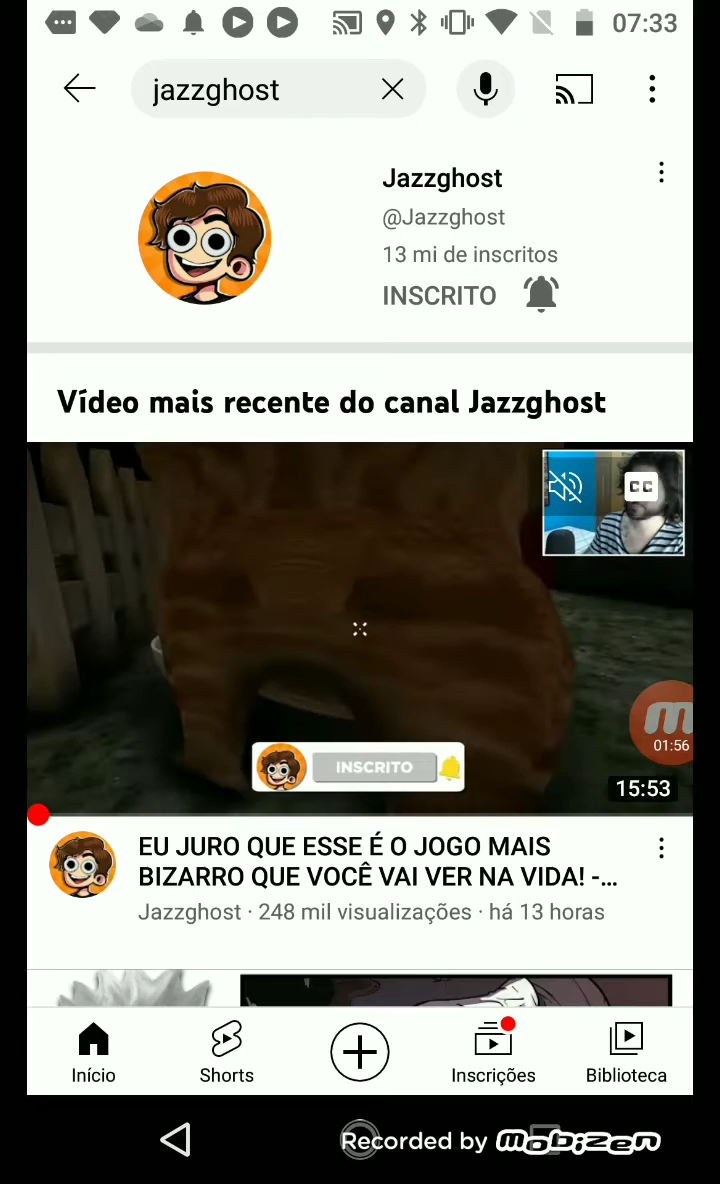 07:33
jazzghost
Jazzghost
@Jazzghost
13 mi de inscritos
INSCRITO
Vídeo mais recente do canal Jazzghost
CC
INSCRITO
01:56
15:53
EU JURO QUE ESSE É O JOGO MAIS
BIZARRO QUE VOCÊ VAI VER NA VIDA! -...
Jazzghost · 248 mil visualizações · há 13 horas
Início
Shorts
Inscrições
Biblioteca
Recorded by mobizen